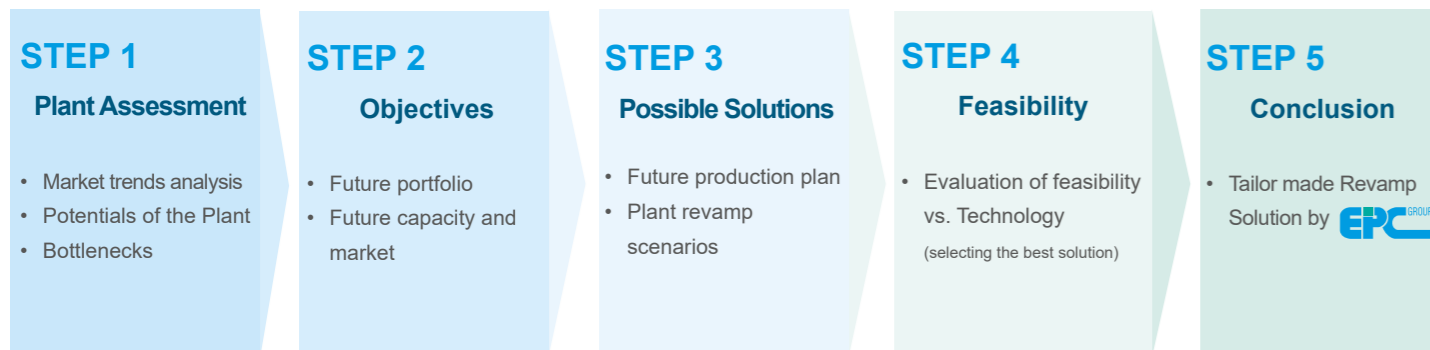 STEP 1
Plant Assessment
• Market trends analysis
• Potentials of the Plant
• Bottlenecks
STEP 2
Objectives
• Future portfolio
• Future capacity and
market
STEP 3
Possible Solutions
• Future production plan
• Plant revamp
scenarios
STEP 4
Feasibility
• Evaluation of feasibility
vs. Technology
(selecting the best solution)
STEP 5
Conclusion
• Tailor made Revamp
Solution by EPC GROUP